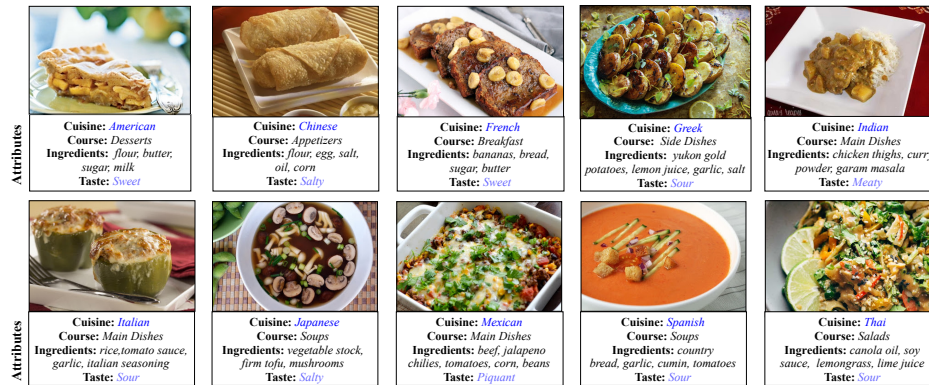 Attributes
Cuisine: American
Course: Desserts
Ingredients: flour, butter,
sugar, milk
Taste: Sweet
Cuisine: Chinese
Course: Appetizers
Ingredients: flour, egg, salt,
oil, corn
Taste: Salty
Cuisine: French
Course: Breakfast
Ingredients: bananas, bread,
sugar, butter
Taste: Sweet
Cuisine: Greek
Course: Side Dishes
Ingredients: yukon gold
potatoes, lemon juice, garlic, salt
Taste: Sour
Cuisine: Indian
Course: Main Dishes
Ingredients: chicken thighs, curry
powder, garam masala
Taste: Meaty
Attributes
Cuisine: Italian
Course: Main Dishes
Ingredients: rice,tomato sauce,
garlic, italian seasoning
Taste: Sour
Cuisine: Japanese
Course: Soups
Ingredients: vegetable stock,
firm tofu, mushrooms
Taste: Salty
Cuisine: Mexican
Course: Main Dishes
Ingredients: beef, jalapeno
chilies, tomatoes, corn, beans
Taste: Piquant
Cuisine: Spanish
Course: Soups
Ingredients: country
bread, garlic, cumin, tomatoes
Taste: Sour
Cuisine: Thai
Course: Salads
Ingredients: canola oil, soy
sauce, lemongrass, lime juice
Taste: Sour